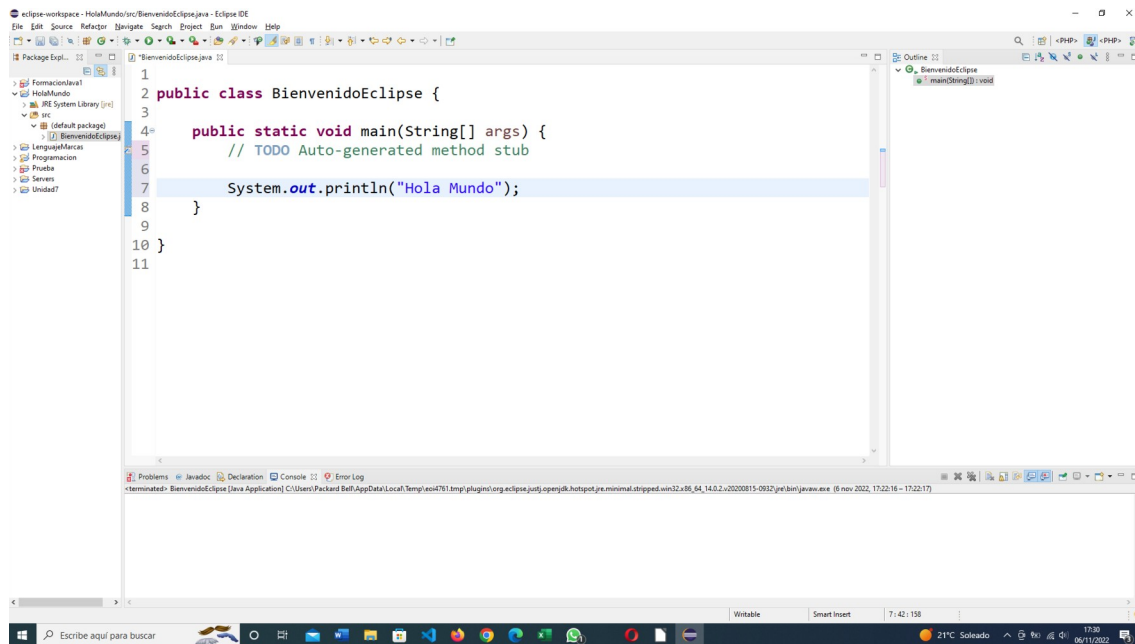 eclipse-workspace - HolaMundo/src/BienvenidoEclipse.java - Eclipse IDE
File Edit Source Refactor Navigate Search Project Run Window Help
<PHP> <PHP>
Package Expl...
*BienvenidoEclipse.java
Outline
FormacionJava1
HolaMundo
JRE System Library [jre]
src
(default package)
BienvenidoEclipse.j
LenguajeMarcas
Programacion
Prueba
Servers
Unidad7
1
2 public class BienvenidoEclipse {
3
4 public static void main(String[] args) {
5 // TODO Auto-generated method stub
6
7 System.out.println("Hola Mundo");
8 }
9
10 }
11
BienvenidoEclipse
main(String[]) : void
Problems Javadoc Declaration Console Error Log
<terminated> BienvenidoEclipse [Java Application] C:\Users\Packard Bell\AppData\Local\Temp\eoi4761.tmp\plugins\org.eclipse.justj.openjdk.hotspot.jre.minimal.stripped.win32.x86_64_14.0.2.v20200815-0932\jre\bin\javaw.exe (6 nov 2022, 17:22:16 – 17:22:17)
Writable Smart Insert 7 : 42 : 158
Escribe aquí para buscar
21°C Soleado
17:30
06/11/2022